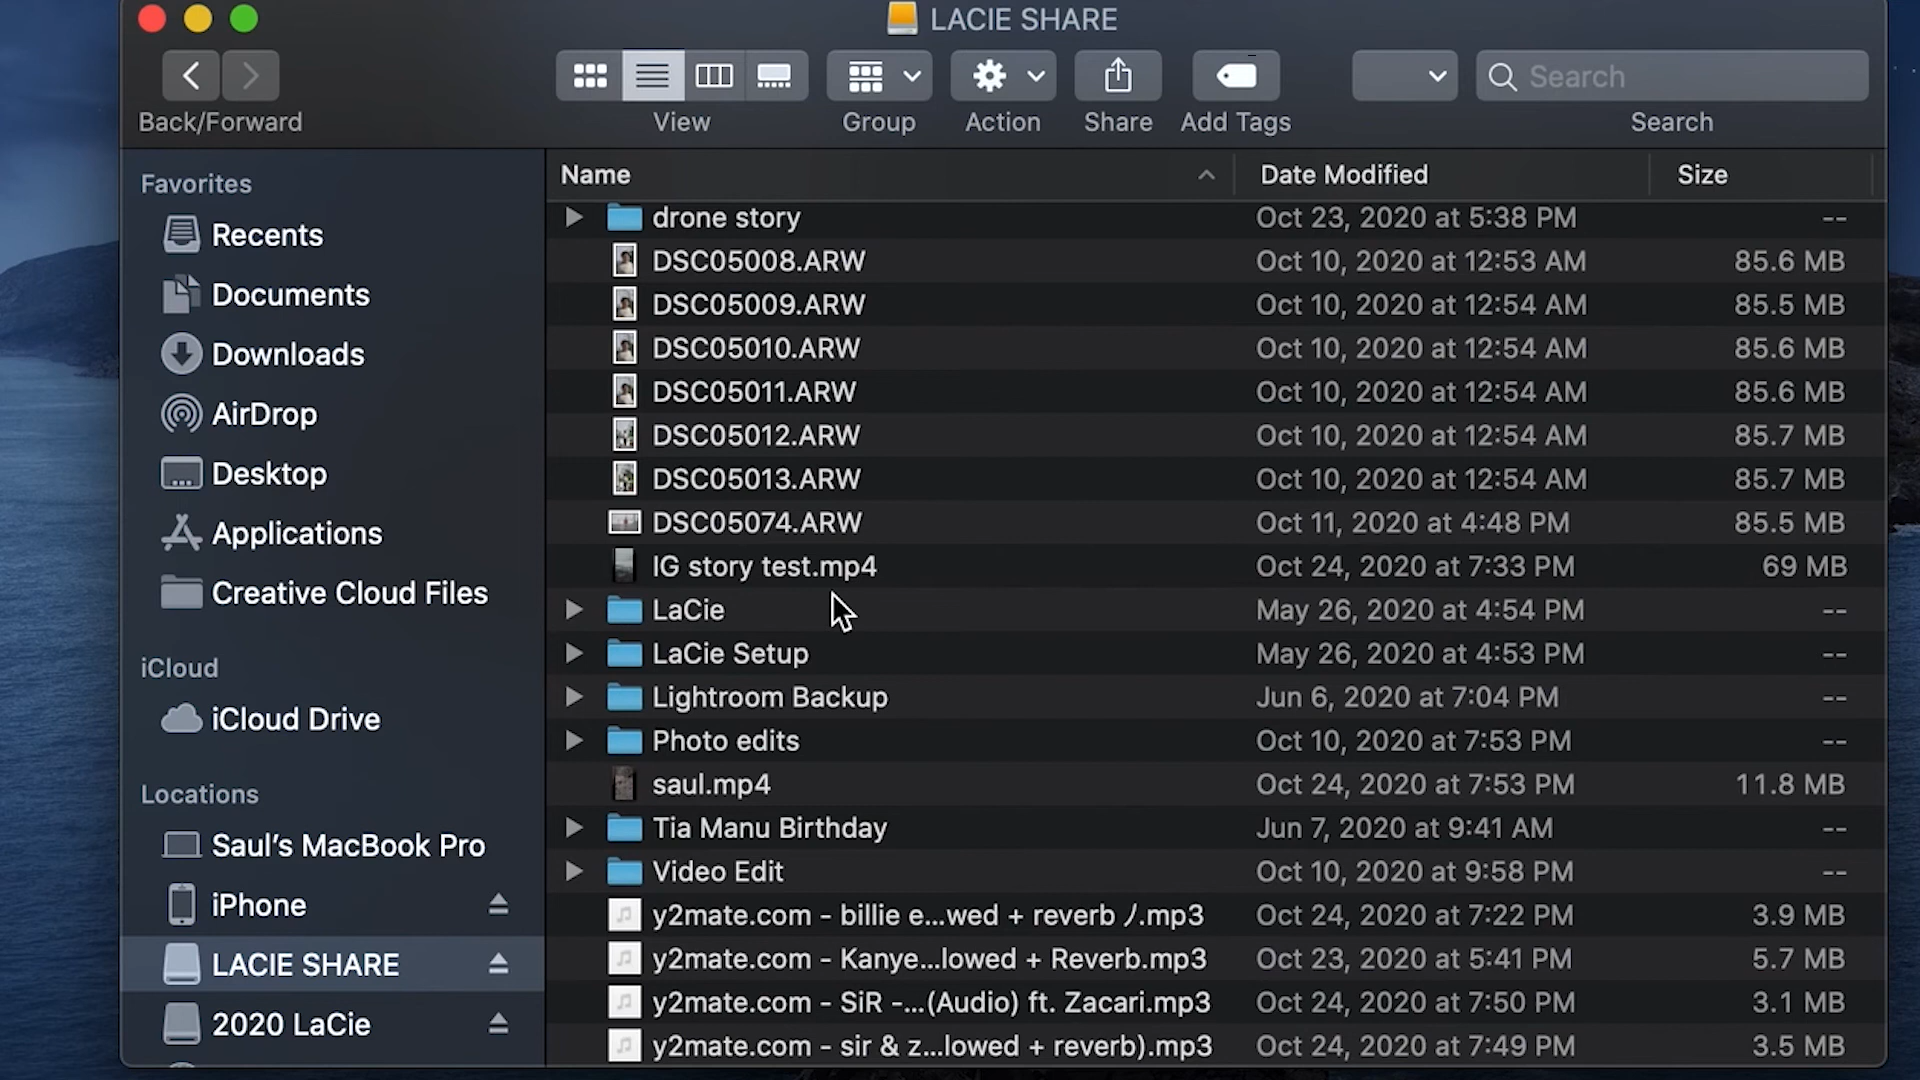 LACIE SHARE
Back/Forward
View
Group
Action
Share
Add Tags
Search
Search
Favorites
Recents
Documents
Downloads
AirDrop
Desktop
Applications
Creative Cloud Files
iCloud
iCloud Drive
Locations
Saul's MacBook Pro
iPhone
LACIE SHARE
2020 LaCie
Name Date Modified Size
drone story Oct 23, 2020 at 5:38 PM --
DSC05008.ARW Oct 10, 2020 at 12:53 AM 85.6 MB
DSC05009.ARW Oct 10, 2020 at 12:54 AM 85.5 MB
DSC05010.ARW Oct 10, 2020 at 12:54 AM 85.6 MB
DSC05011.ARW Oct 10, 2020 at 12:54 AM 85.6 MB
DSC05012.ARW Oct 10, 2020 at 12:54 AM 85.7 MB
DSC05013.ARW Oct 10, 2020 at 12:54 AM 85.7 MB
DSC05074.ARW Oct 11, 2020 at 4:48 PM 85.5 MB
IG story test.mp4 Oct 24, 2020 at 7:33 PM 69 MB
LaCie May 26, 2020 at 4:54 PM --
LaCie Setup May 26, 2020 at 4:53 PM --
Lightroom Backup Jun 6, 2020 at 7:04 PM --
Photo edits Oct 10, 2020 at 7:53 PM --
saul.mp4 Oct 24, 2020 at 7:53 PM 11.8 MB
Tia Manu Birthday Jun 7, 2020 at 9:41 AM --
Video Edit Oct 10, 2020 at 9:58 PM --
y2mate.com - billie e...wed + reverb ノ.mp3 Oct 24, 2020 at 7:22 PM 3.9 MB
y2mate.com - Kanye...lowed + Reverb.mp3 Oct 23, 2020 at 5:41 PM 5.7 MB
y2mate.com - SiR -...(Audio) ft. Zacari.mp3 Oct 24, 2020 at 7:50 PM 3.1 MB
y2mate.com - sir & z...lowed + reverb).mp3 Oct 24, 2020 at 7:49 PM 3.5 MB